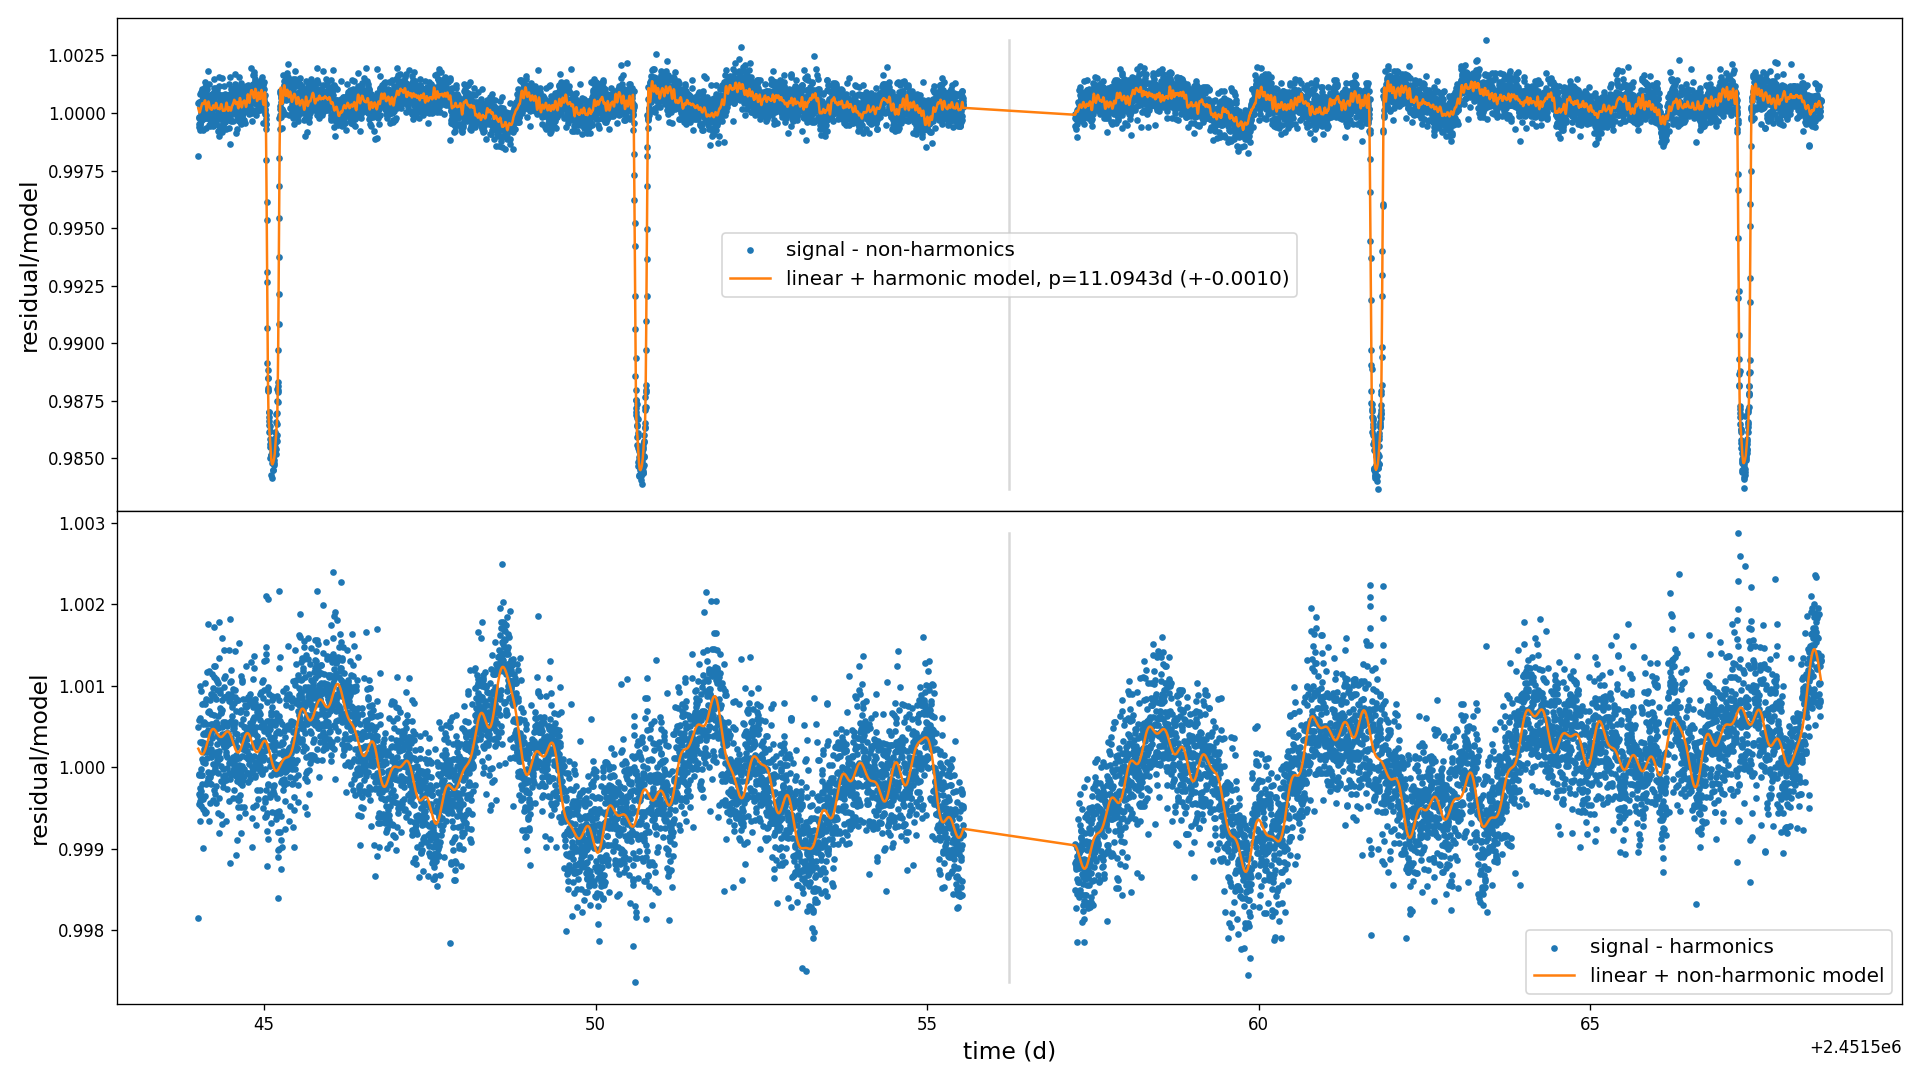 1.0025
1.0000
0.9975
0.9950
0.9925
0.9900
0.9875
0.9850
residual/model
signal - non-harmonics
linear + harmonic model, p=11.0943d (+-0.0010)
1.003
1.002
1.001
1.000
0.999
0.998
residual/model
signal - harmonics
linear + non-harmonic model
45
50
55
60
65
time (d)
+2.4515e6